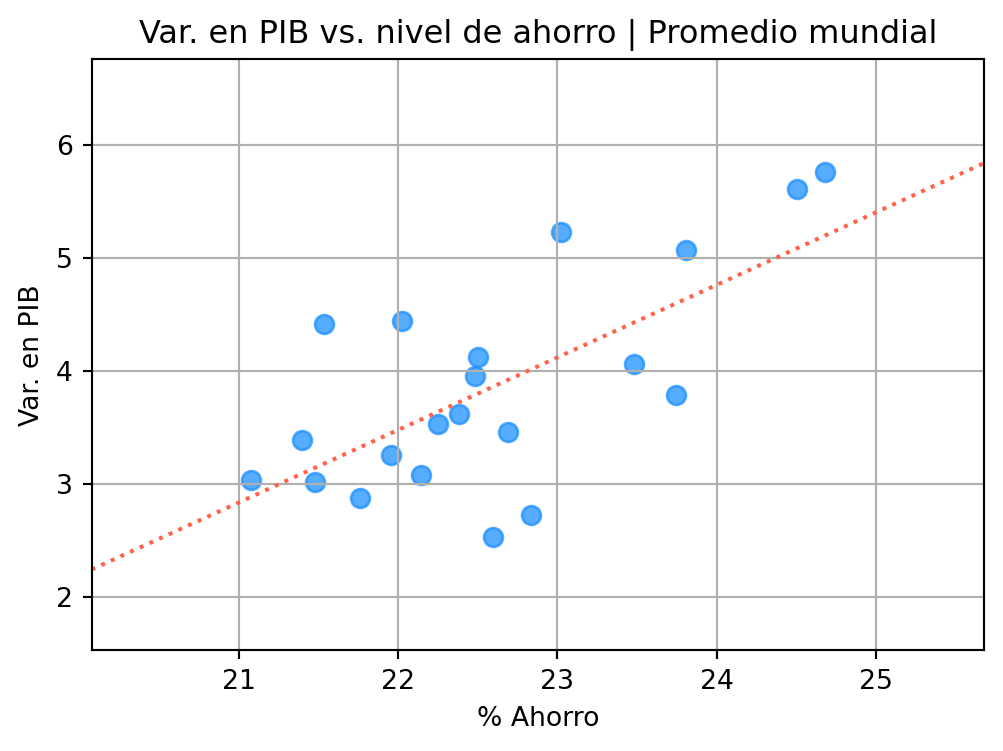 Var. en PIB vs. nivel de ahorro | Promedio mundial
6
5
4
3
2
Var. en PIB
21 22 23 24 25
% Ahorro